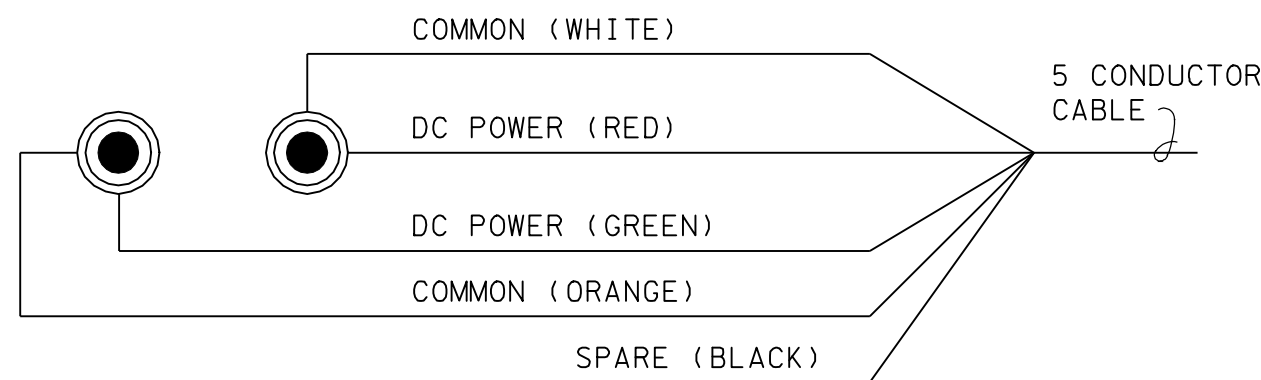 COMMON (WHITE)
5 CONDUCTOR
CABLE
DC POWER (RED)
DC POWER (GREEN)
COMMON (ORANGE)
SPARE (BLACK)